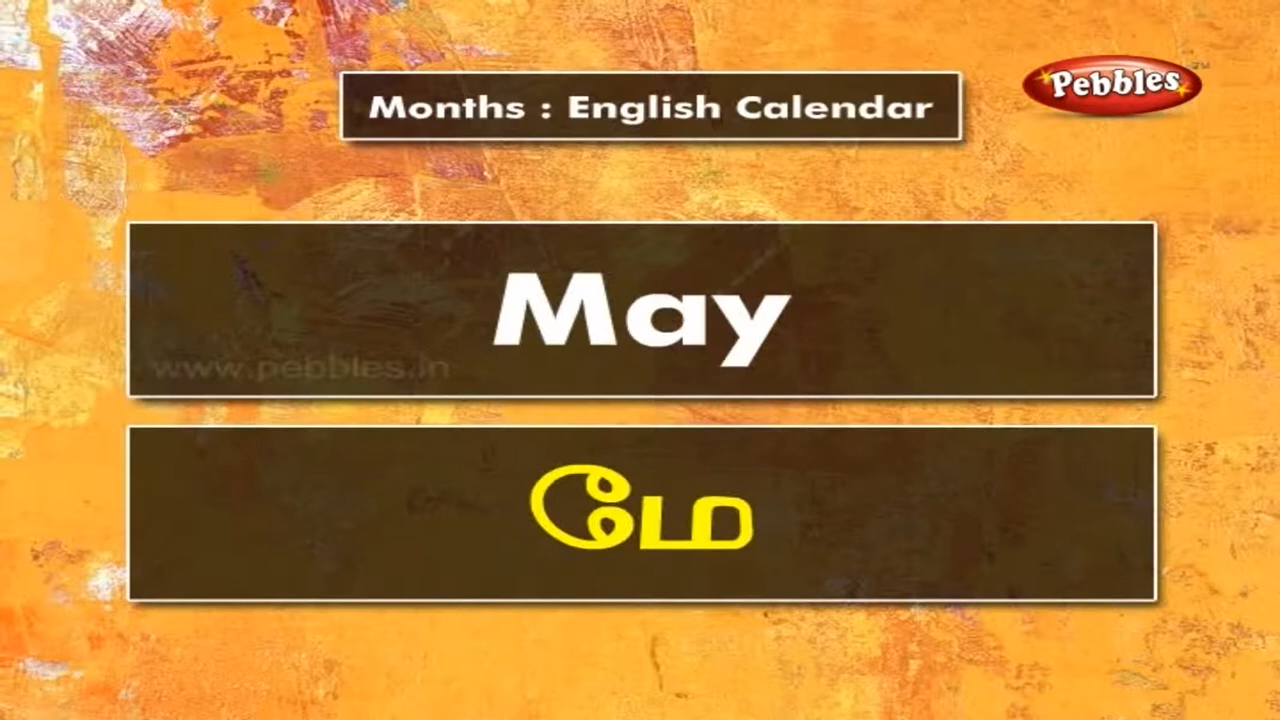 Months : English Calendar
Pebbles
May
www.pebbles.in
மே